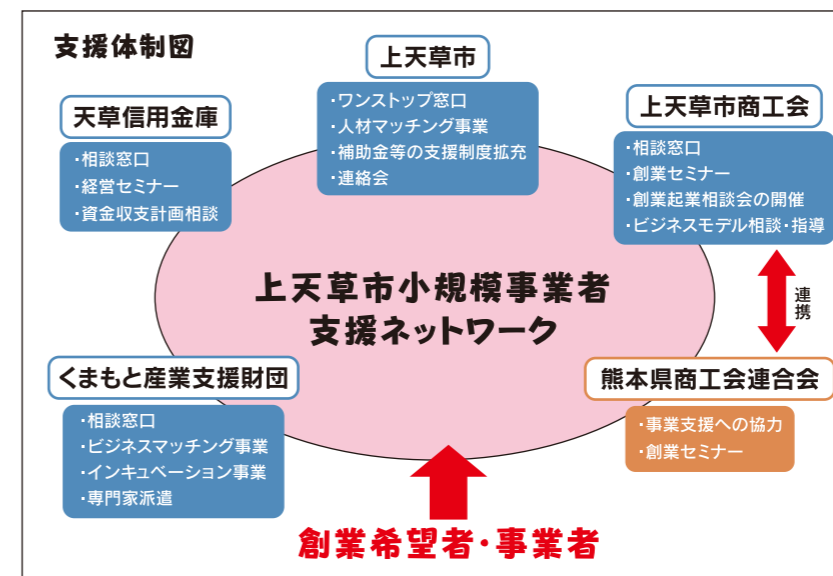 支援体制図
上天草市
・ワンストップ窓口
・人材マッチング事業
・補助金等の支援制度拡充
・連絡会
天草信用金庫
・相談窓口
・経営セミナー
・資金収支計画相談
上天草市商工会
・相談窓口
・創業セミナー
・創業起業相談会の開催
・ビジネスモデル相談・指導
上天草市小規模事業者
支援ネットワーク
連携
くまもと産業支援財団
・相談窓口
・ビジネスマッチング事業
・インキュベーション事業
・専門家派遣
熊本県商工会連合会
・事業支援への協力
・創業セミナー
創業希望者・事業者